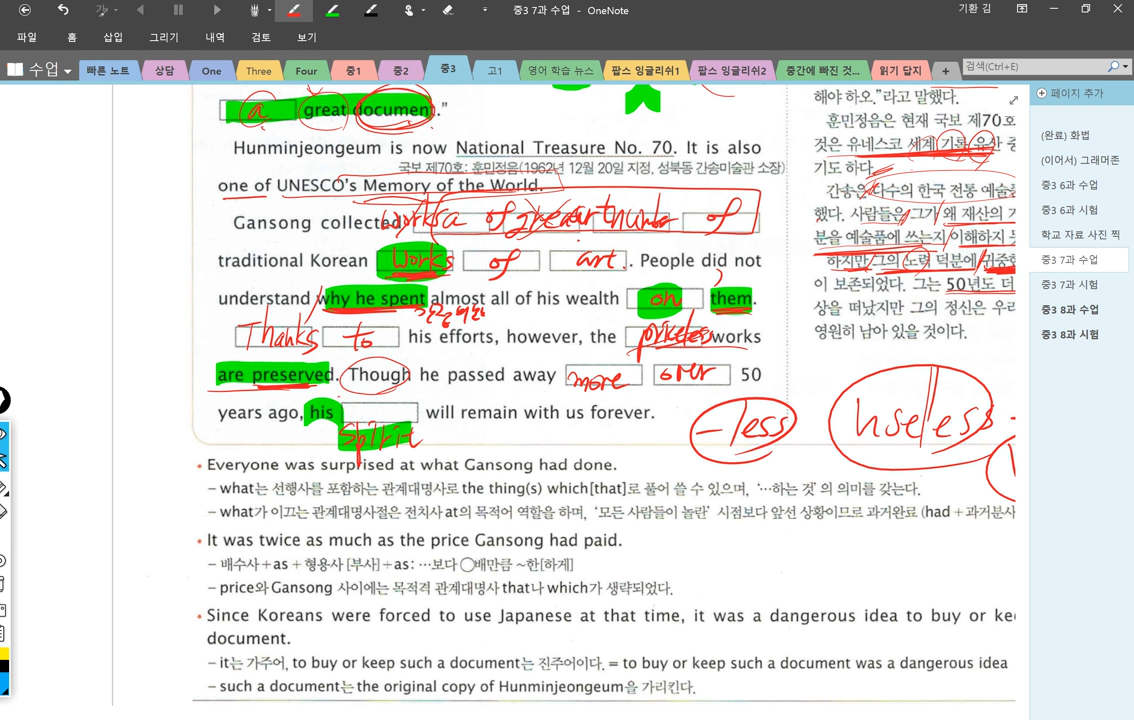 중3 7과 수업 - OneNote
기환 김
파일 홈 삽입 그리기 내역 검토 보기
수업 빠른 노트 상담 One Three Four 중1 중2 중3 고1 영어 학습 뉴스 팝스 잉글리쉬1 팝스 잉글리쉬2 중간에 빠진 것... 읽기 답지 +
검색(Ctrl+E)
a great document."
Hunminjeongeum is now National Treasure No. 70. It is also
국보 제70호: 훈민정음(1962년 12월 20일 지정, 성북동 간송미술관 소장)
one of UNESCO's Memory of the World.
Gansong collected a great number of
traditional Korean works of art. People did not
understand why he spent almost all of his wealth on them.
Thanks to his efforts, however, the priceless works
are preserved. Though he passed away more over 50
years ago, his will remain with us forever.
spirit
-less useless
• Everyone was surprised at what Gansong had done.
– what는 선행사를 포함하는 관계대명사로 the thing(s) which[that]로 풀어 쓸 수 있으며, '…하는 것'의 의미를 갖는다.
– what가 이끄는 관계대명사절은 전치사 at의 목적어 역할을 하며, '모든 사람들이 놀란' 시점보다 앞선 상황이므로 과거완료 (had + 과거분사
• It was twice as much as the price Gansong had paid.
– 배수사 + as + 형용사 [부사] + as: …보다 ◯배만큼 ~한[하게]
– price와 Gansong 사이에는 목적격 관계대명사 that나 which가 생략되었다.
• Since Koreans were forced to use Japanese at that time, it was a dangerous idea to buy or kee
document.
– it는 가주어, to buy or keep such a document는 진주어이다. = to buy or keep such a document was a dangerous idea
– such a document는 the original copy of Hunminjeongeum을 가리킨다.
해야 하오."라고 말했다.
훈민정음은 현재 국보 제70호
것은 유네스코 세계 기록 유산 중
기도 하다.
간송은 다수의 한국 전통 예술
했다. 사람들은 그가 왜 재산의
분을 예술품에 쓰는지 이해하지
하지만 그의 노력 덕분에 귀중한
이 보존되었다. 그는 50년도 더
상을 떠났지만 그의 정신은 우리
영원히 남아 있을 것이다.
페이지 추가
(완료) 화법
(이어서) 그래머존
중3 6과 수업
중3 6과 시험
학교 자료 사진 찍
중3 7과 수업
중3 7과 시험
중3 8과 수업
중3 8과 시험